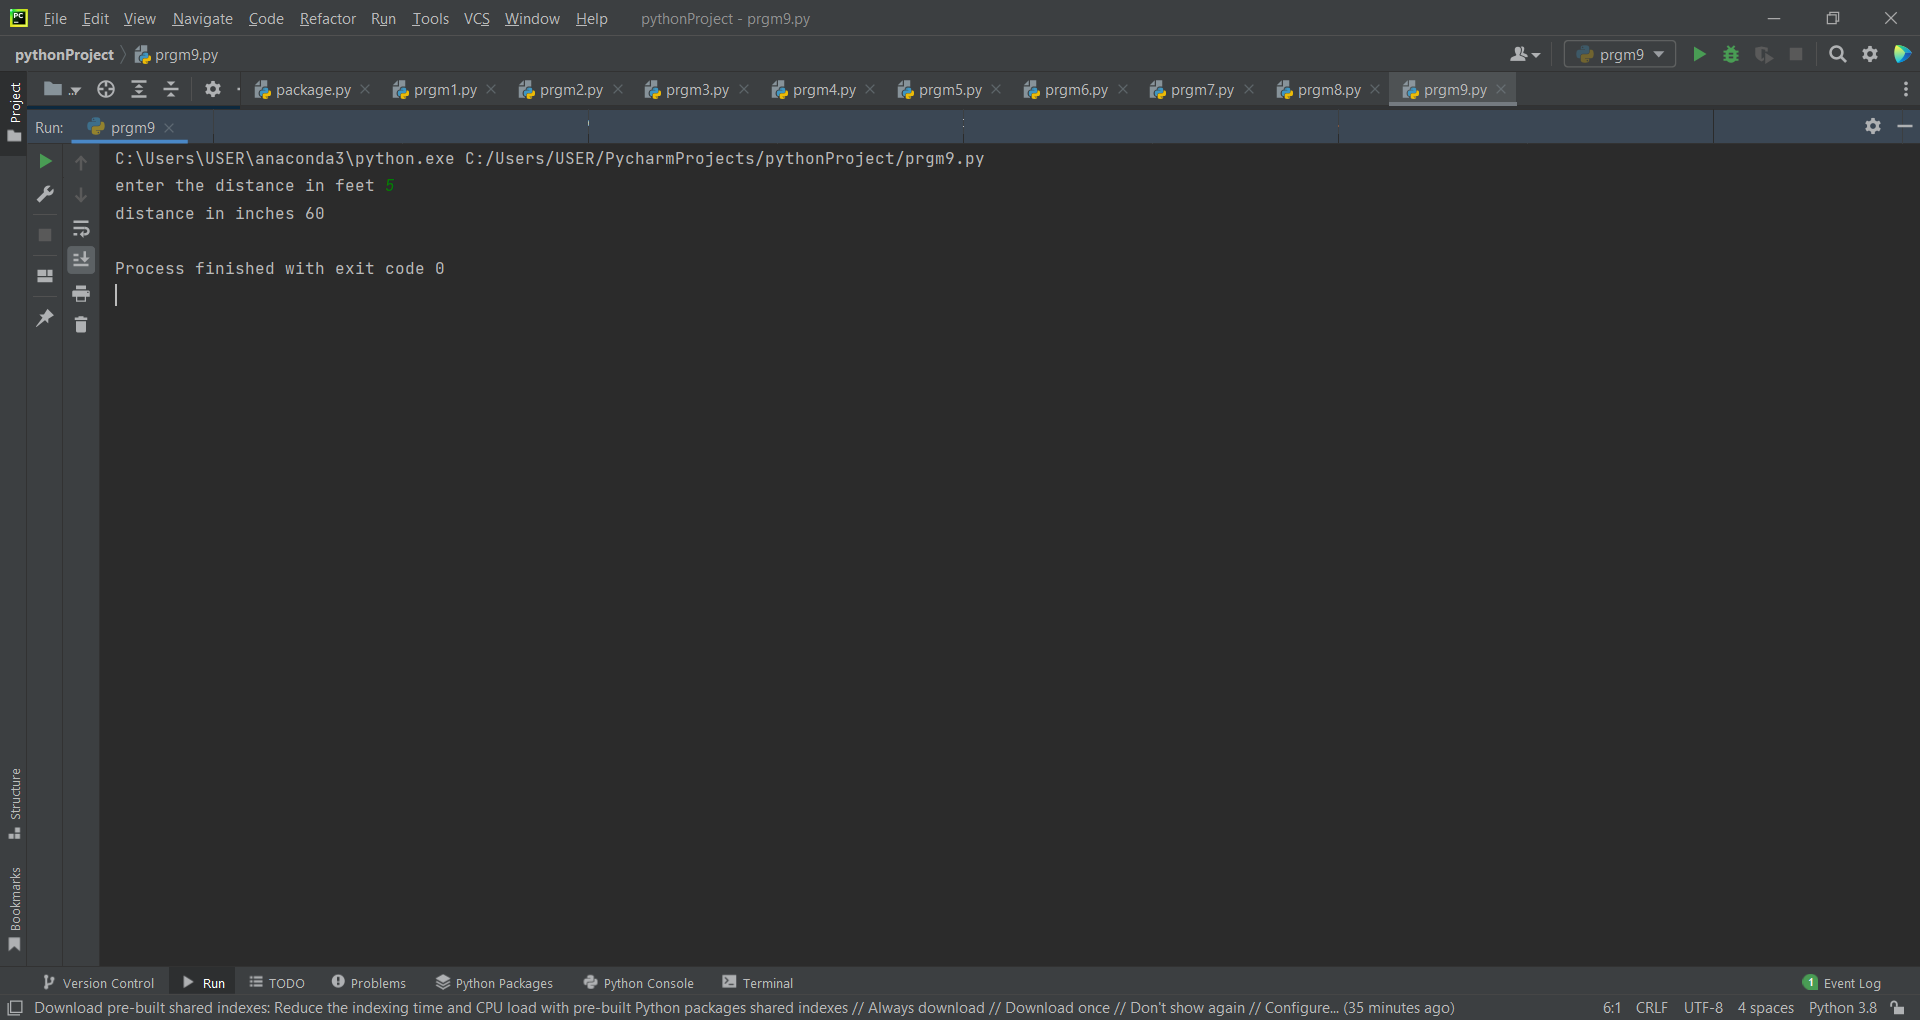 File Edit View Navigate Code Refactor Run Tools VCS Window Help pythonProject - prgm9.py
pythonProject prgm9.py prgm9
package.py prgm1.py prgm2.py prgm3.py prgm4.py prgm5.py prgm6.py prgm7.py prgm8.py prgm9.py
Project
Run: prgm9
C:\Users\USER\anaconda3\python.exe C:/Users/USER/PycharmProjects/pythonProject/prgm9.py
enter the distance in feet 5
distance in inches 60
Process finished with exit code 0
Structure
Bookmarks
Version Control Run TODO Problems Python Packages Python Console Terminal 1 Event Log
Download pre-built shared indexes: Reduce the indexing time and CPU load with pre-built Python packages shared indexes // Always download // Download once // Don't show again // Configure... (35 minutes ago) 6:1 CRLF UTF-8 4 spaces Python 3.8